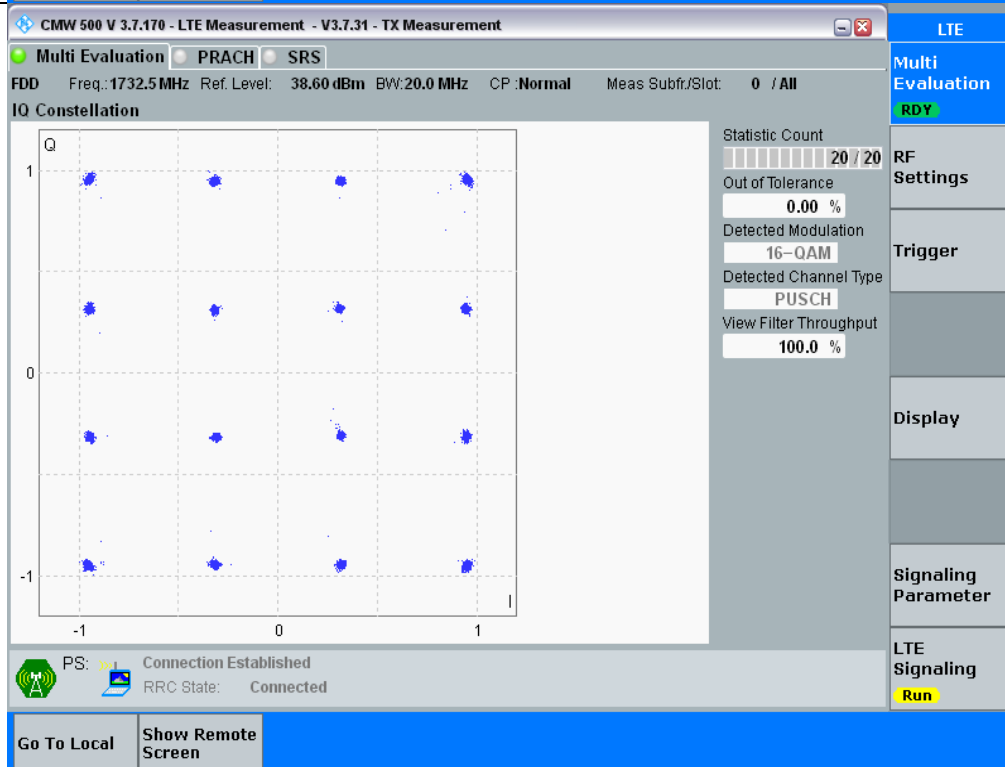 CMW 500 V 3.7.170 - LTE Measurement - V3.7.31 - TX Measurement
LTE
Multi Evaluation PRACH SRS
FDD Freq.:1732.5 MHz Ref. Level: 38.60 dBm BW:20.0 MHz CP :Normal Meas Subfr./Slot: 0 / All
IQ Constellation
Q
1
0
-1
-1 0 1
I
Statistic Count
20 / 20
Out of Tolerance
0.00 %
Detected Modulation
16-QAM
Detected Channel Type
PUSCH
View Filter Throughput
100.0 %
Multi
Evaluation
RDY
RF
Settings
Trigger
Display
Signaling
Parameter
LTE
Signaling
Run
PS: Connection Established
RRC State: Connected
Go To Local
Show Remote
Screen